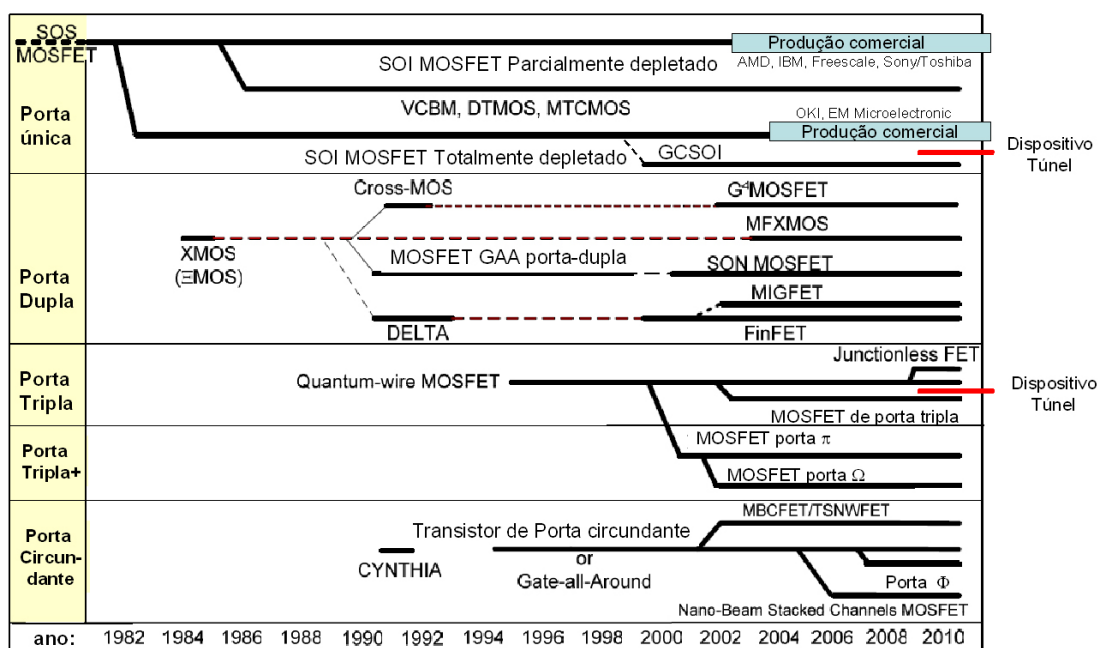 SOS
MOSFET
Produção comercial
SOI MOSFET Parcialmente depletado
AMD, IBM, Freescale, Sony/Toshiba
VCBM, DTMOS, MTCMOS
OKI, EM Microelectronic
Produção comercial
Porta
única
SOI MOSFET Totalmente depletado
GCSOI
Dispositivo
Túnel
Cross-MOS
G⁴MOSFET
MFXMOS
XMOS
(ΞMOS)
MOSFET GAA porta-dupla
SON MOSFET
Porta
Dupla
MIGFET
DELTA
FinFET
Junctionless FET
Porta
Tripla
Quantum-wire MOSFET
Dispositivo
Túnel
MOSFET de porta tripla
Porta
Tripla+
MOSFET porta π
MOSFET porta Ω
MBCFET/TSNWFET
Porta
Circun-
dante
Transistor de Porta circundante
or
Gate-all-Around
CYNTHIA
Porta Φ
Nano-Beam Stacked Channels MOSFET
ano: 1982 1984 1986 1988 1990 1992 1994 1996 1998 2000 2002 2004 2006 2008 2010